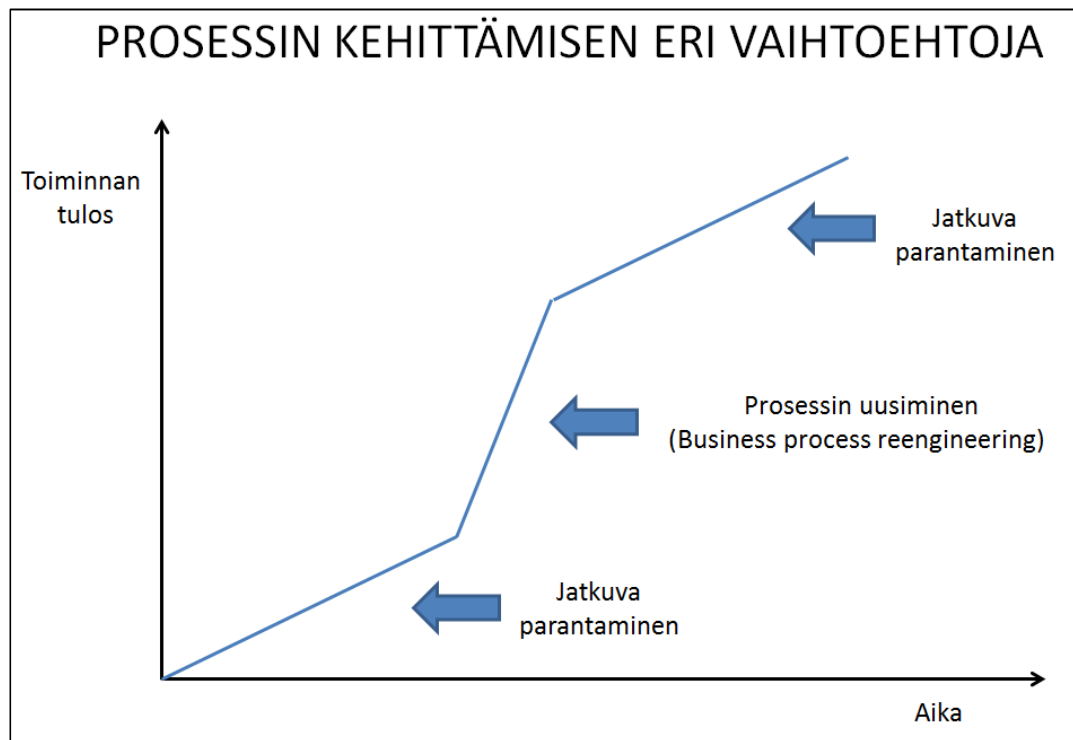 PROSESSIN KEHITTÄMISEN ERI VAIHTOEHTOJA
Toiminnan
tulos
Jatkuva
parantaminen
Prosessin uusiminen
(Business process reengineering)
Jatkuva
parantaminen
Aika